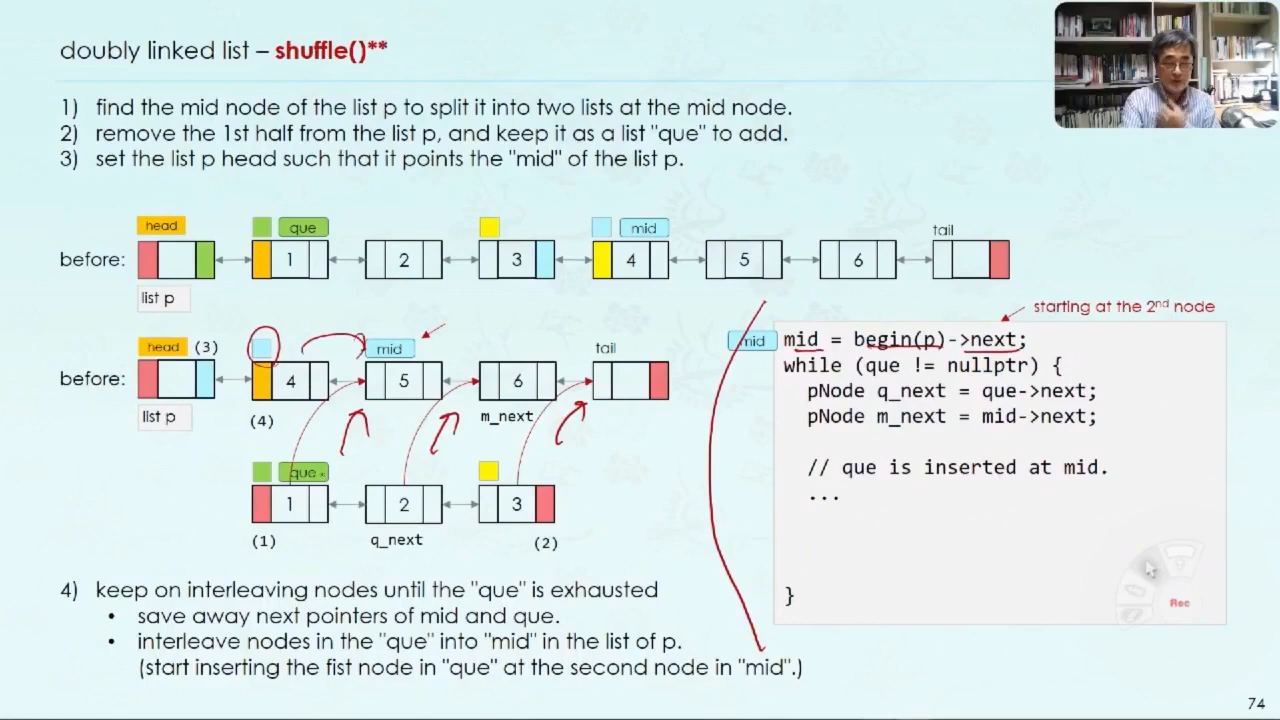 doubly linked list – shuffle()**
1) find the mid node of the list p to split it into two lists at the mid node.
2) remove the 1st half from the list p, and keep it as a list "que" to add.
3) set the list p head such that it points the "mid" of the list p.
head que mid tail
before: 1 2 3 4 5 6
list p
starting at the 2nd node
head (3) mid tail
before: 4 5 6
list p (4) m_next
que
1 2 3
(1) q_next (2)
mid
mid = begin(p)->next;
while (que != nullptr) {
pNode q_next = que->next;
pNode m_next = mid->next;
// que is inserted at mid.
...
}
Rec
4) keep on interleaving nodes until the "que" is exhausted
• save away next pointers of mid and que.
• interleave nodes in the "que" into "mid" in the list of p.
(start inserting the fist node in "que" at the second node in "mid".)
74